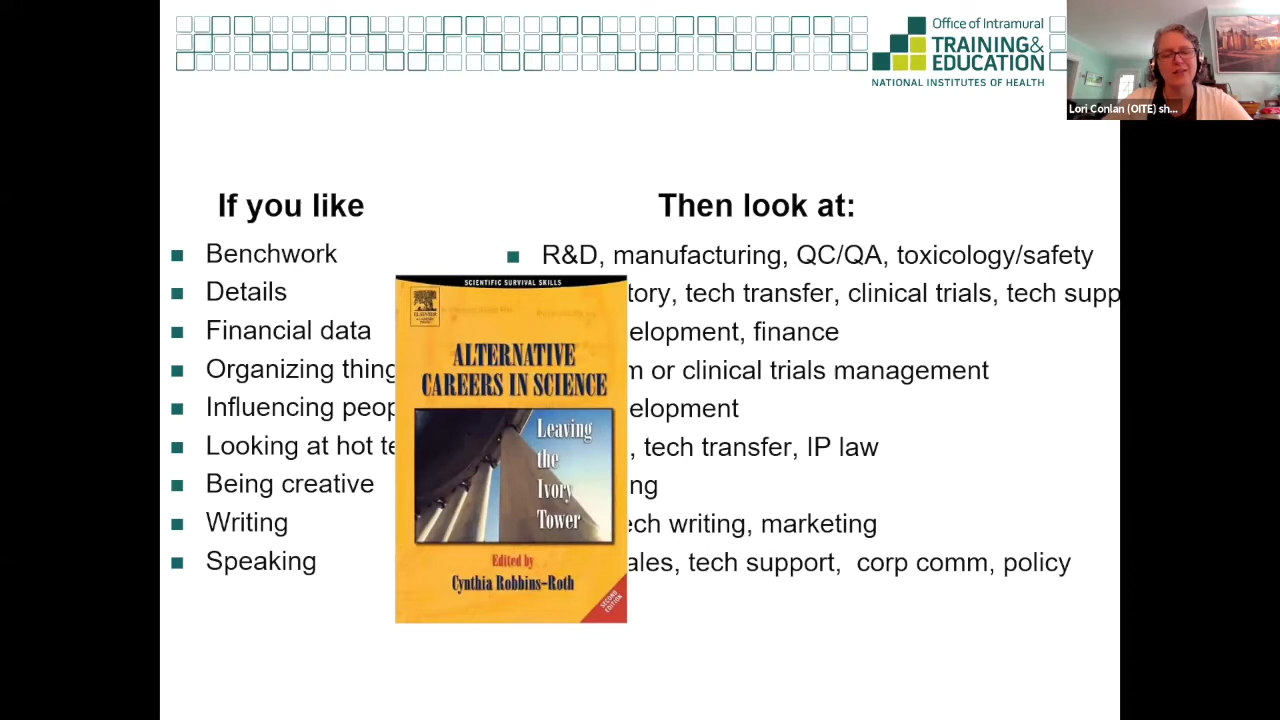 Office of Intramural
TRAINING&
EDUCATION
NATIONAL INSTITUTES OF HEALTH
Lori Conlan (OITE) sh...
If you like
Then look at:
Benchwork
R&D, manufacturing, QC/QA, toxicology/safety
Details
tory, tech transfer, clinical trials, tech supp
Financial data
elopment, finance
Organizing thing
m or clinical trials management
Influencing peop
elopment
Looking at hot te
, tech transfer, IP law
Being creative
ng
Writing
ech writing, marketing
Speaking
ales, tech support, corp comm, policy
SCIENTIFIC SURVIVAL SKILLS
ELSEVIER
ALTERNATIVE
CAREERS IN SCIENCE
Leaving
the
Ivory
Tower
Edited by
Cynthia Robbins-Roth
SECOND
EDITION